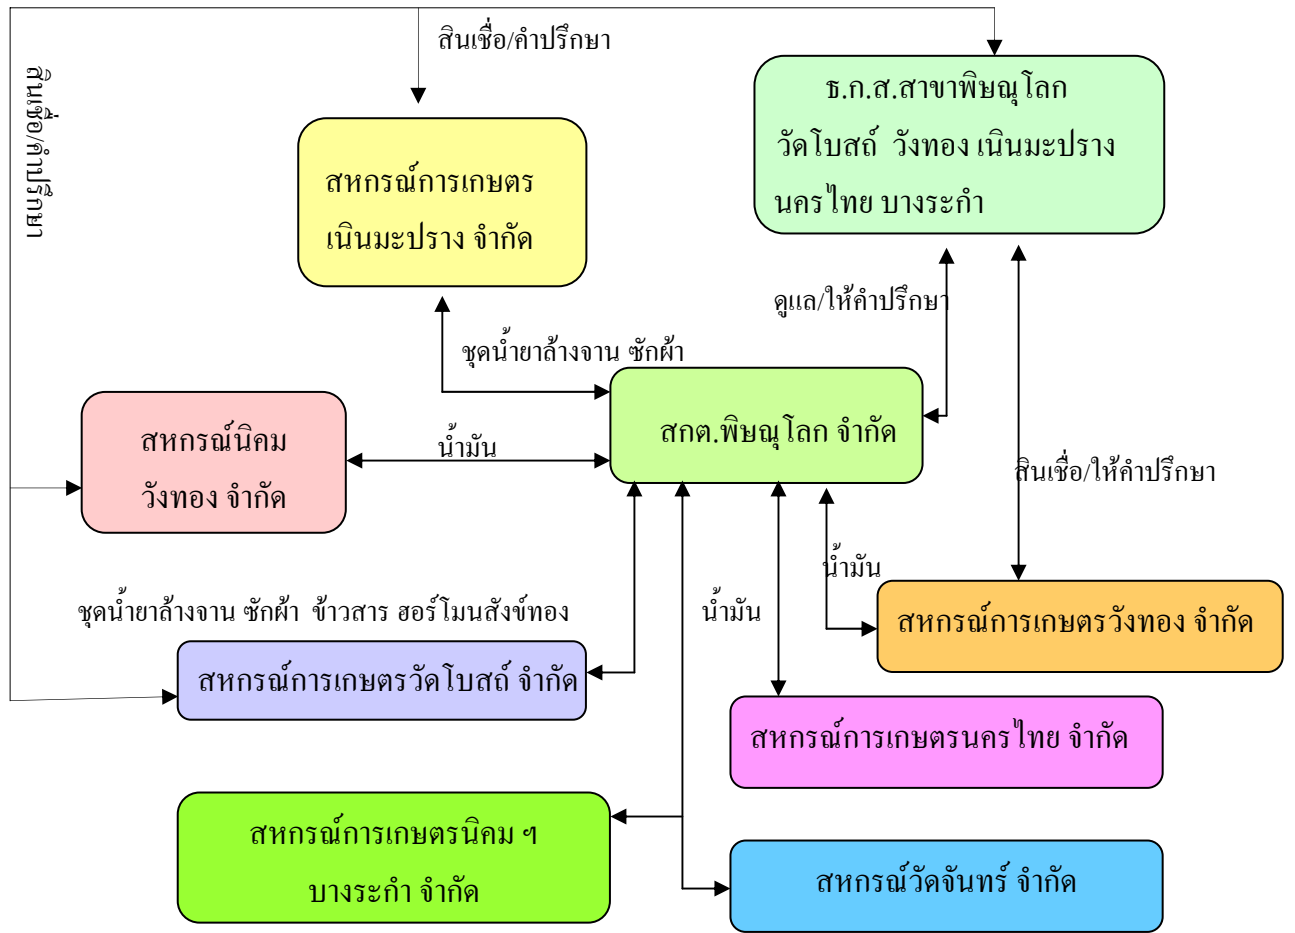 สินเชื่อ/คำปรึกษา
สินเชื่อ/คำปรึกษา
ธ.ก.ส.สาขาพิษณุโลก
วัดโบสถ์ วังทอง เนินมะปราง
นครไทย บางระกำ
สหกรณ์การเกษตร
เนินมะปราง จำกัด
ดูแล/ให้คำปรึกษา
ชุดน้ำยาล้างจาน ซักผ้า
สกต.พิษณุโลก จำกัด
สหกรณ์นิคม
วังทอง จำกัด
น้ำมัน
สินเชื่อ/ให้คำปรึกษา
น้ำมัน
ชุดน้ำยาล้างจาน ซักผ้า ข้าวสาร ฮอร์โมนสังข์ทอง
น้ำมัน
สหกรณ์การเกษตรวังทอง จำกัด
สหกรณ์การเกษตรวัดโบสถ์ จำกัด
สหกรณ์การเกษตรนครไทย จำกัด
สหกรณ์การเกษตรนิคม ฯ
บางระกำ จำกัด
สหกรณ์วัดจันทร์ จำกัด